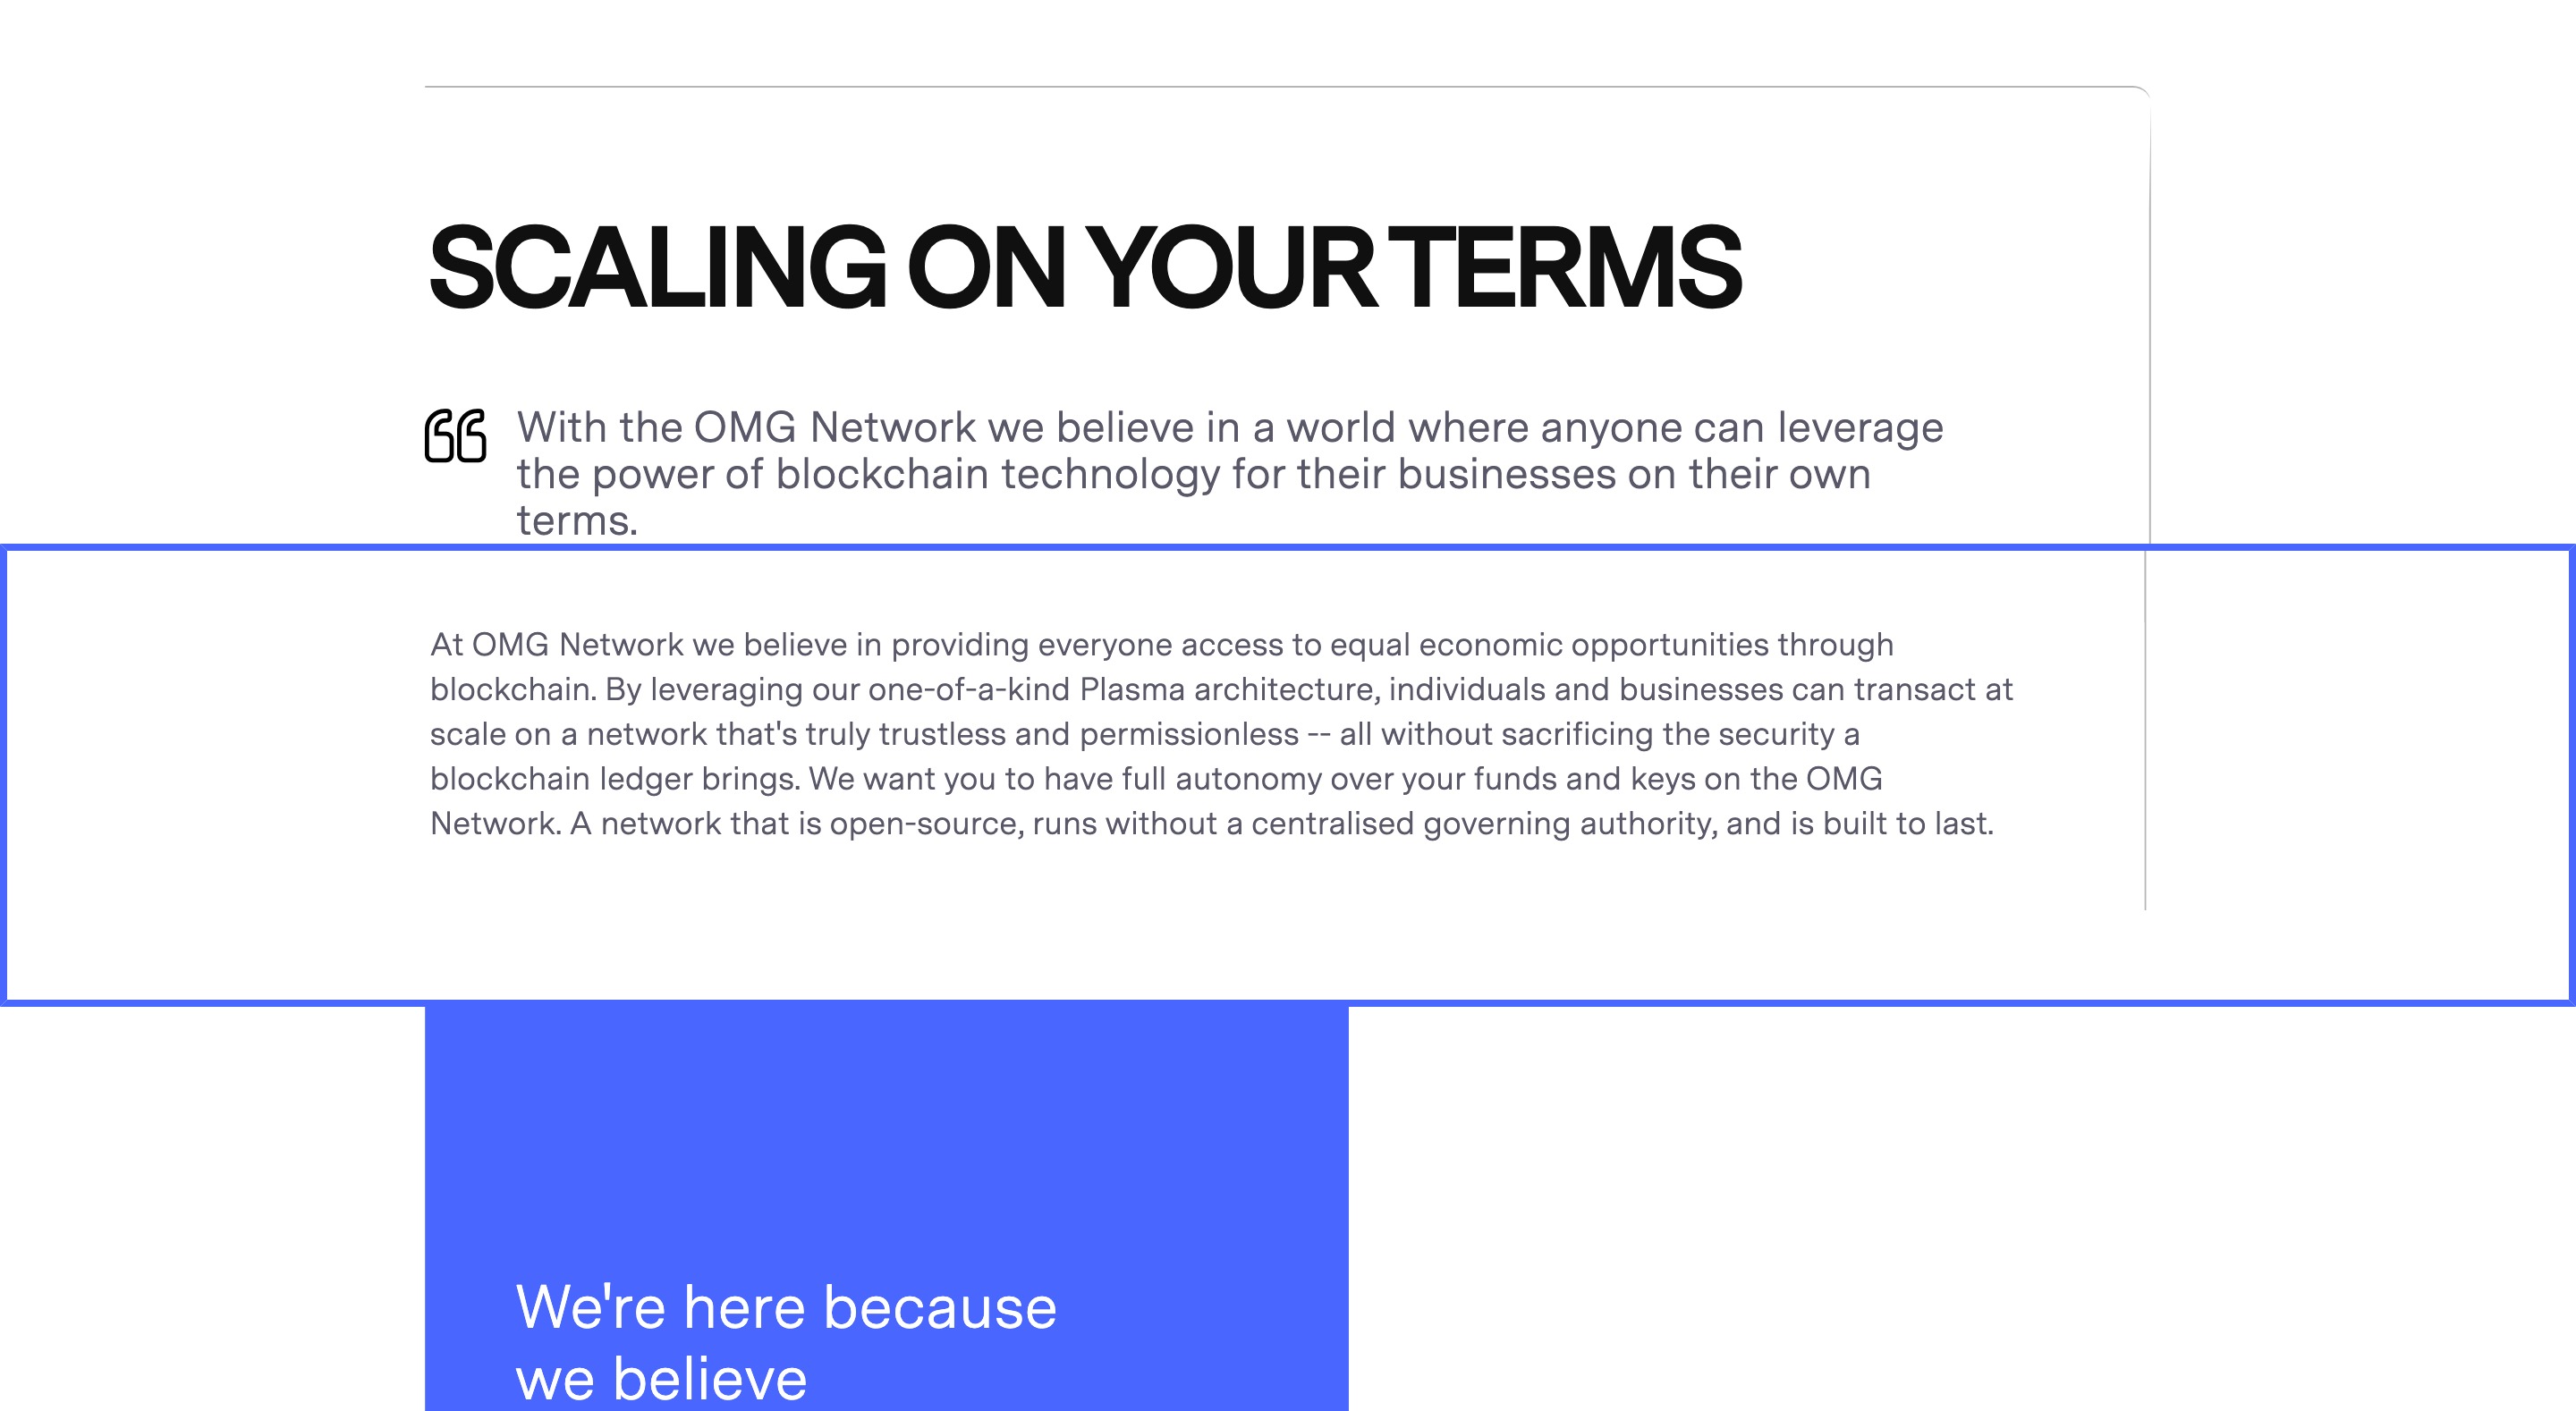 SCALING ON YOUR TERMS
With the OMG Network we believe in a world where anyone can leverage
the power of blockchain technology for their businesses on their own
terms.
At OMG Network we believe in providing everyone access to equal economic opportunities through
blockchain. By leveraging our one-of-a-kind Plasma architecture, individuals and businesses can transact at
scale on a network that's truly trustless and permissionless -- all without sacrificing the security a
blockchain ledger brings. We want you to have full autonomy over your funds and keys on the OMG
Network. A network that is open-source, runs without a centralised governing authority, and is built to last.
We're here because
we believe